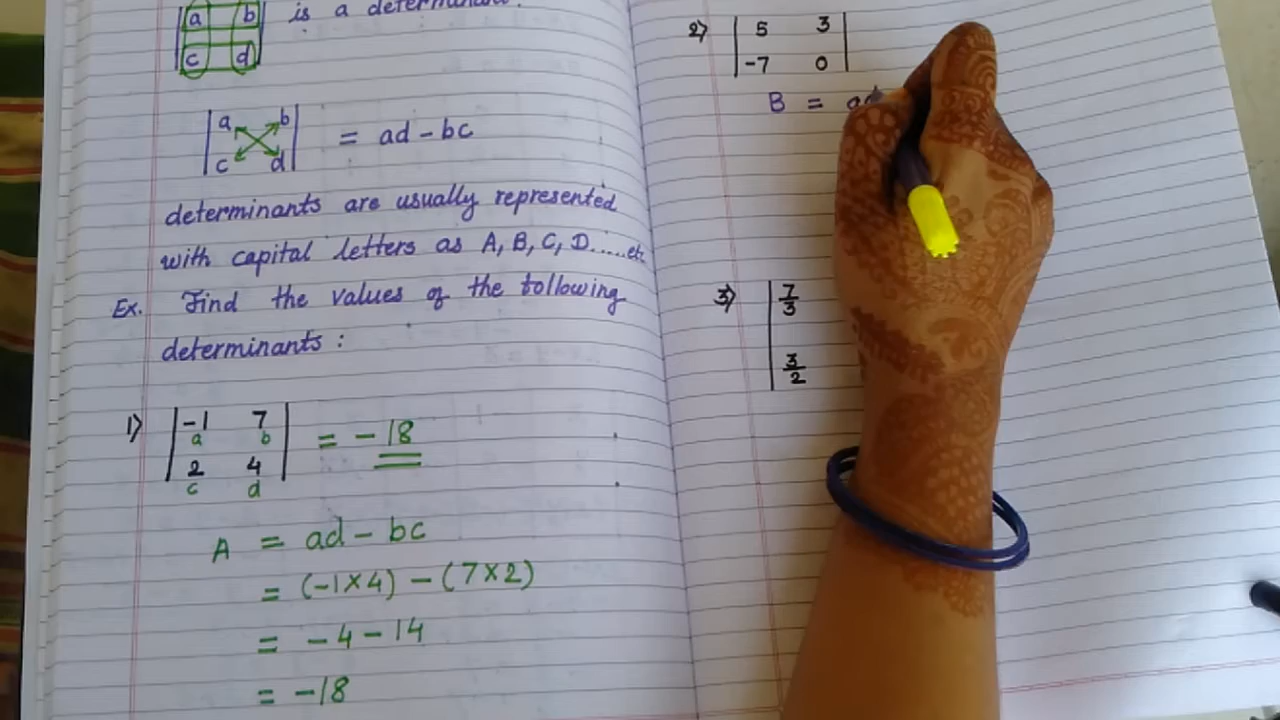 a b is a determinant.
c d
a b
c d = ad - bc
determinants are usually represented
with capital letters as A, B, C, D.....etc
Ex. Find the values of the following
determinants :
1) -1 7
a b = -18
2 4
c d
A = ad - bc
= (-1×4) - (7×2)
= -4 - 14
= -18
2) 5 3
-7 0
B = ad
3) 7/3
3/2